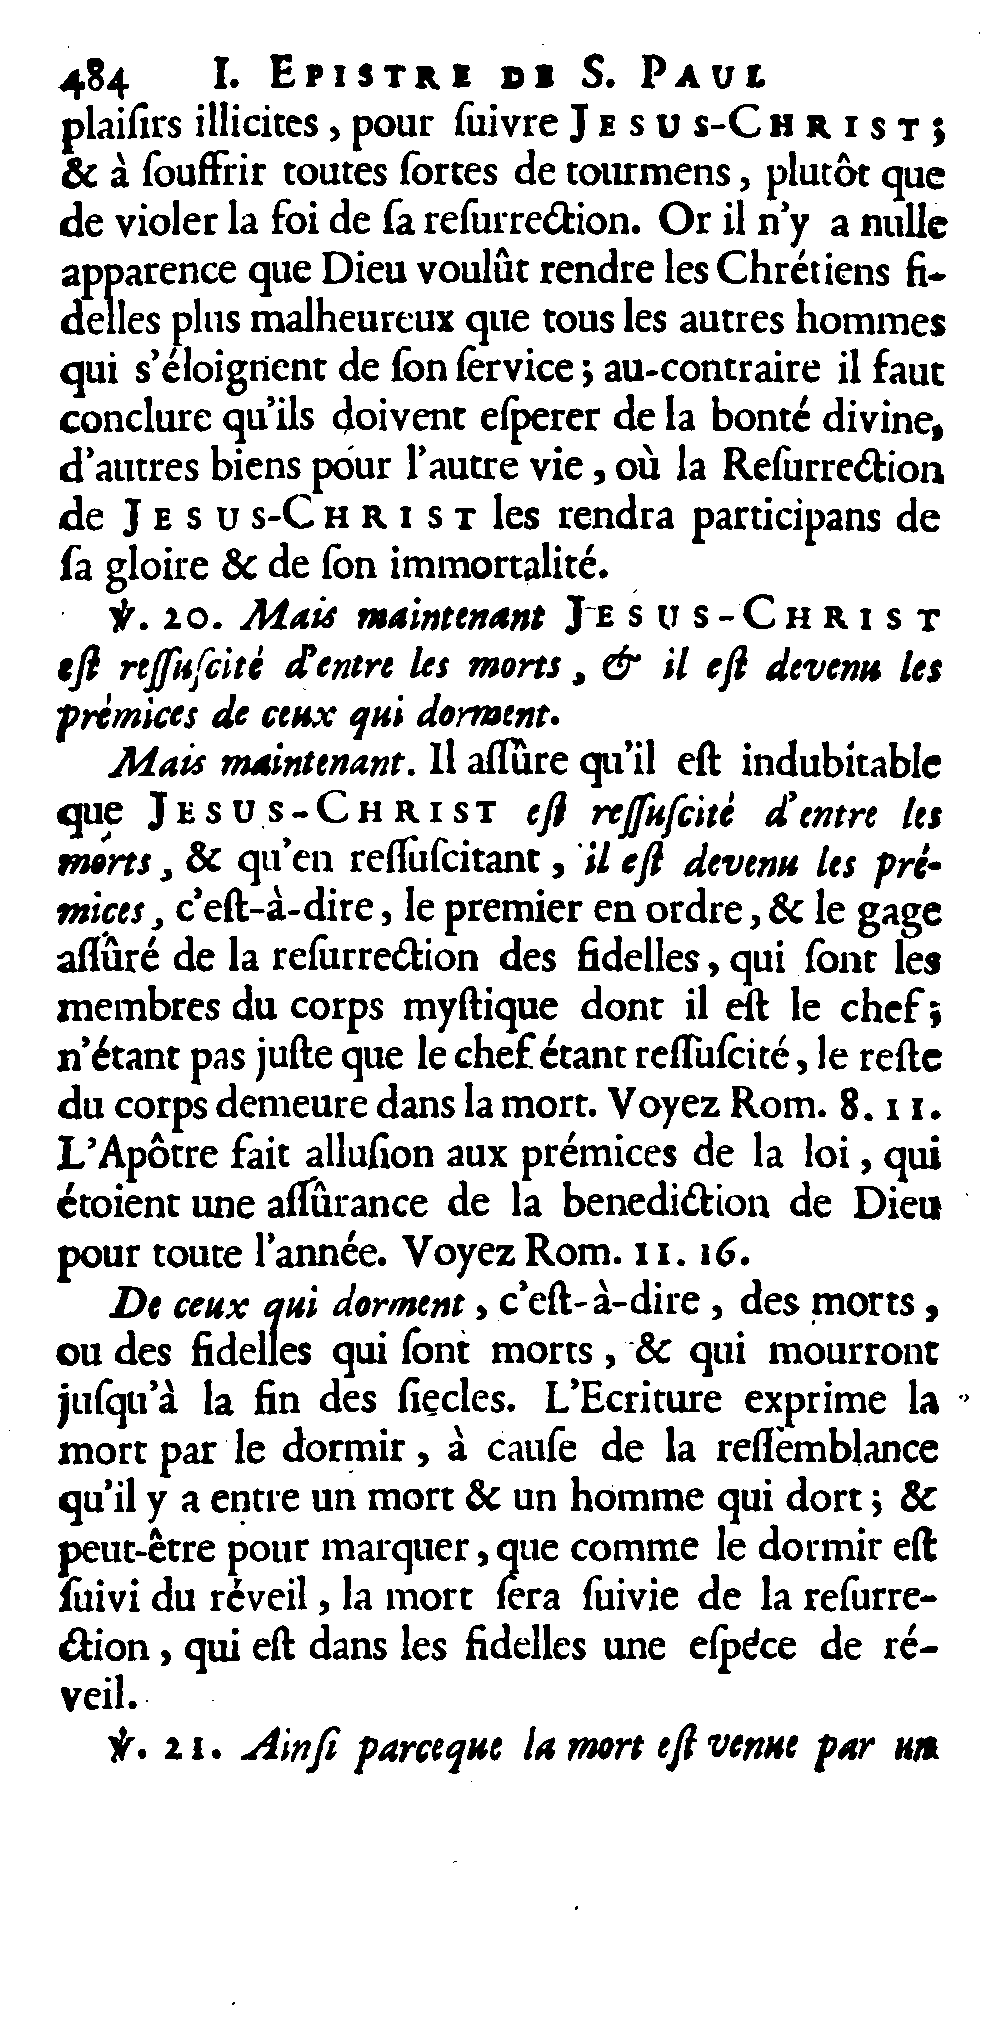 484 I. EPISTRE DE S. PAUL
plaiſirs illicites, pour ſuivre JESUS-CHRIST;
& à ſouffrir toutes ſortes de tourmens, plutôt que
de violer la foi de ſa reſurrection. Or il n'y a nulle
apparence que Dieu voulût rendre les Chrétiens fi-
delles plus malheureux que tous les autres hommes
qui s'éloignent de ſon ſervice; au-contraire il faut
conclure qu'ils doivent eſperer de la bonté divine,
d'autres biens pour l'autre vie, où la Reſurrection
de JESUS-CHRIST les rendra participans de
ſa gloire & de ſon immortalité.
℣. 20. Mais maintenant JESUS-CHRIST
eſt reſſuſcité d'entre les morts, & il eſt devenu les
prémices de ceux qui dorment.
Mais maintenant. Il aſſûre qu'il eſt indubitable
que JESUS-CHRIST eſt reſſuſcité d'entre les
morts, & qu'en reſſuſcitant, il eſt devenu les pré-
mices, c'eſt-à-dire, le premier en ordre, & le gage
aſſûré de la reſurrection des fidelles, qui ſont les
membres du corps myſtique dont il eſt le chef;
n'étant pas juſte que le chef étant reſſuſcité, le reſte
du corps demeure dans la mort. Voyez Rom. 8. 11.
L'Apôtre fait alluſion aux prémices de la loi, qui
étoient une aſſûrance de la benediction de Dieu
pour toute l'année. Voyez Rom. 11. 16.
De ceux qui dorment, c'eſt-à-dire, des morts,
ou des fidelles qui ſont morts, & qui mourront
juſqu'à la fin des ſiecles. L'Ecriture exprime la
mort par le dormir, à cauſe de la reſſemblance
qu'il y a entre un mort & un homme qui dort; &
peut-être pour marquer, que comme le dormir eſt
ſuivi du réveil, la mort ſera ſuivie de la reſurre-
ction, qui eſt dans les fidelles une eſpéce de ré-
veil.
℣. 21. Ainſi parceque la mort eſt venue par un